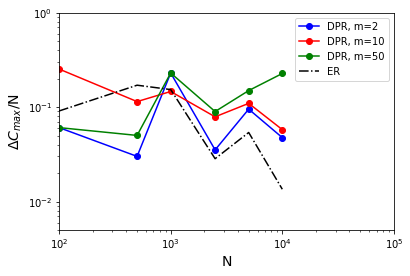 10⁰
10⁻¹
10⁻²
ΔC_max/N
DPR, m=2
DPR, m=10
DPR, m=50
ER
10² 10³ 10⁴ 10⁵
N